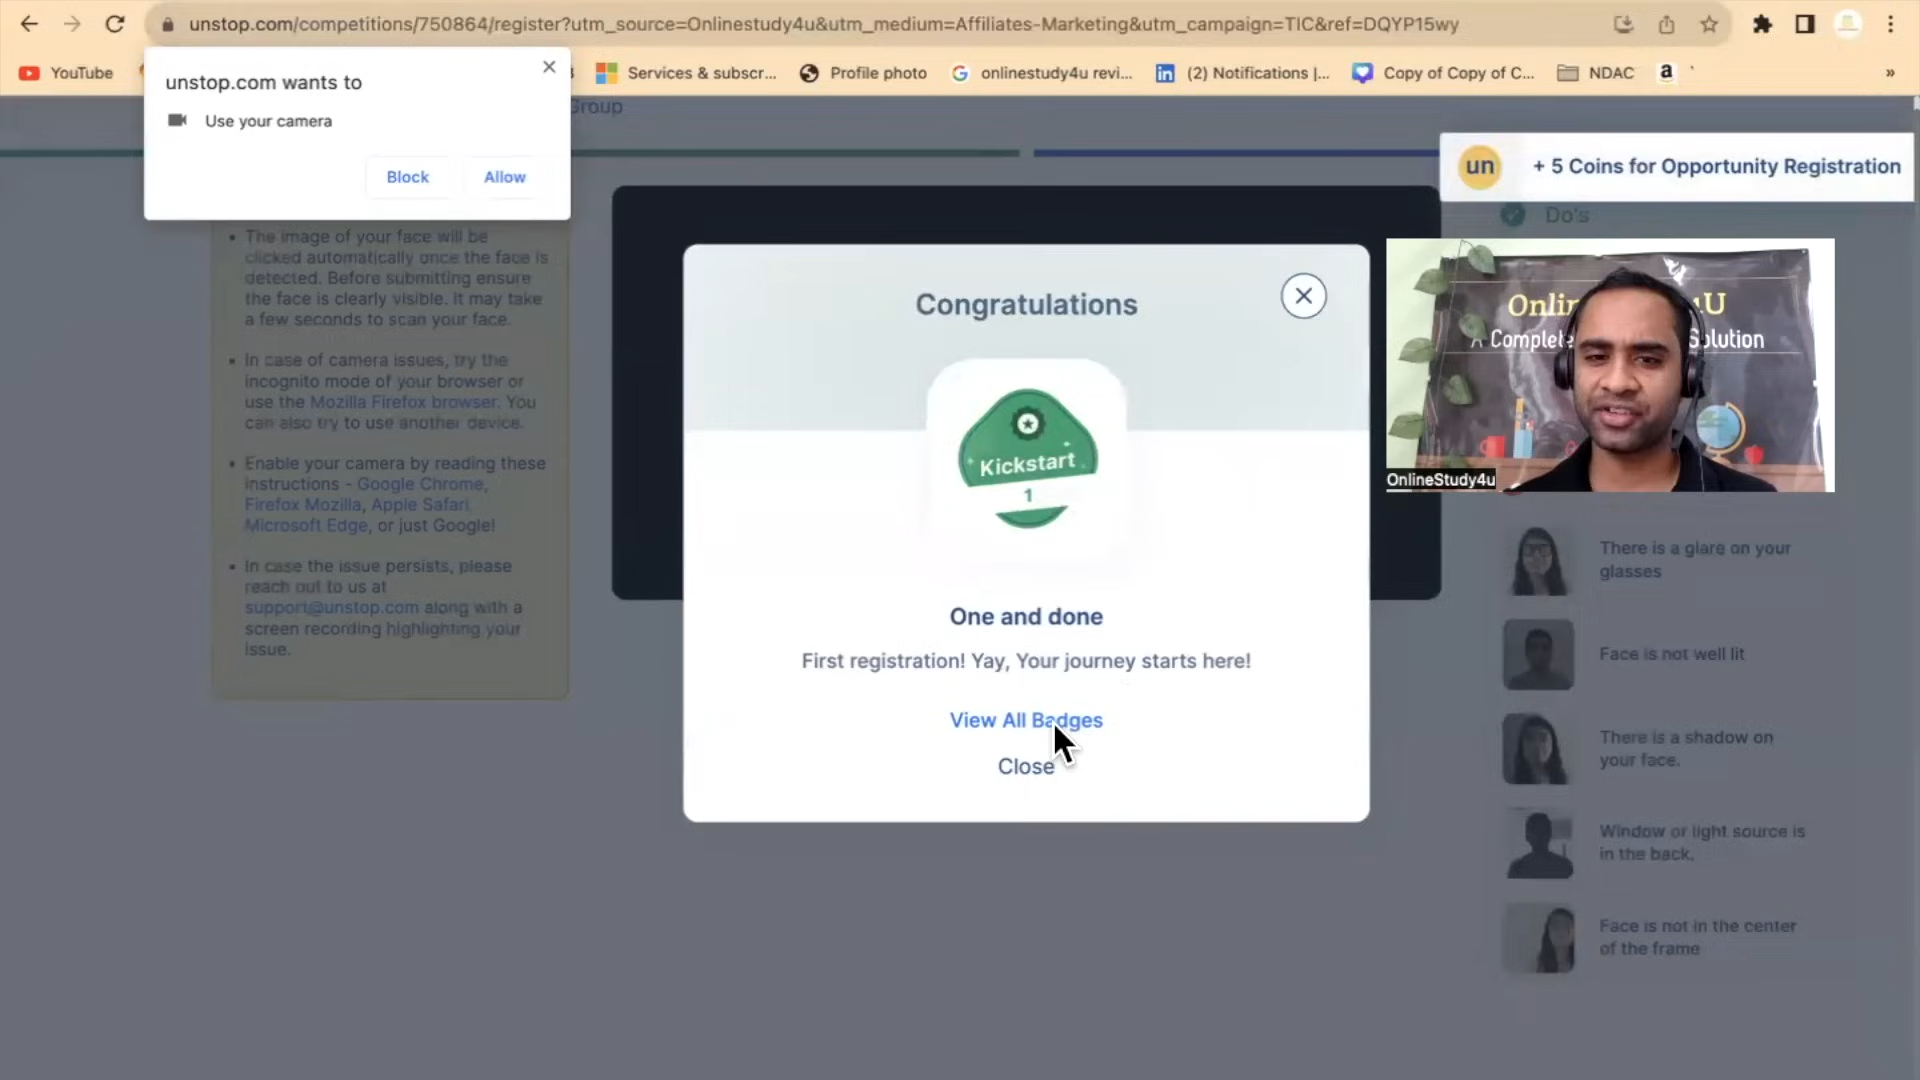 unstop.com/competitions/750864/register?utm_source=Onlinestudy4u&utm_medium=Affiliates-Marketing&utm_campaign=TIC&ref=DQYP15wy
YouTube
Services & subscr...
Profile photo
onlinestudy4u revi...
(2) Notifications |...
Copy of Copy of C...
NDAC
»
unstop.com wants to
Use your camera
Block
Allow
Group
un
+ 5 Coins for Opportunity Registration
Do's
• The image of your face will be
clicked automatically once the face is
detected. Before submitting ensure
the face is clearly visible. It may take
a few seconds to scan your face.
• In case of camera issues, try the
incognito mode of your browser or
use the Mozilla Firefox browser. You
can also try to use another device.
• Enable your camera by reading these
instructions - Google Chrome,
Firefox Mozilla, Apple Safari,
Microsoft Edge, or just Google!
• In case the issue persists, please
reach out to us at
support@unstop.com along with a
screen recording highlighting your
issue.
Congratulations
Kickstart
1
One and done
First registration! Yay, Your journey starts here!
View All Badges
Close
Onli
U
A Complet
Solution
OnlineStudy4u
There is a glare on your
glasses
Face is not well lit
There is a shadow on
your face.
Window or light source is
in the back.
Face is not in the center
of the frame